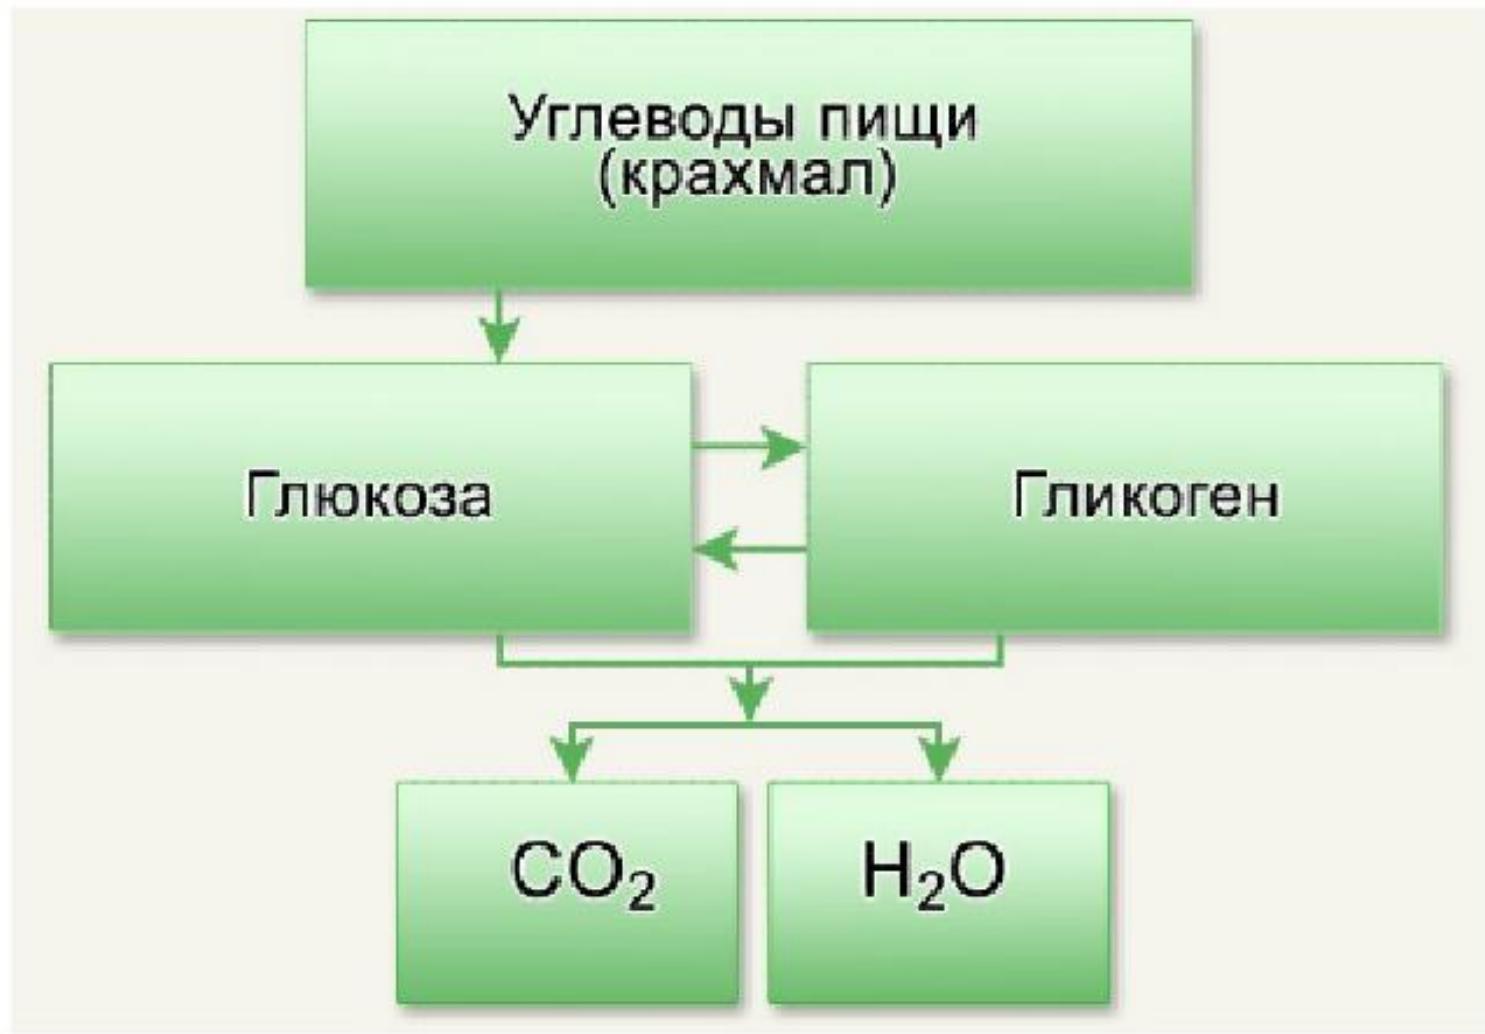 Углеводы пищи
(крахмал)
Глюкоза
Гликоген
CO₂
H₂O